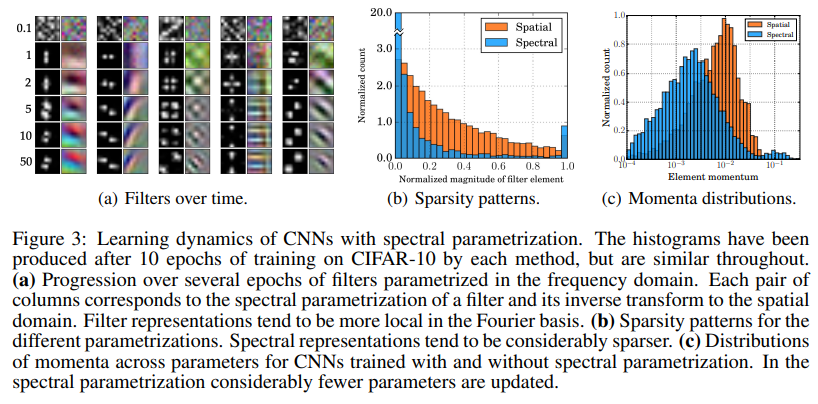 0.1
1
2
5
10
50
(a) Filters over time.
20.0
3.0
2.0
1.0
0.0
Normalized count
0.0 0.2 0.4 0.6 0.8 1.0
Normalized magnitude of filter element
Spatial
Spectral
(b) Sparsity patterns.
1.0
0.8
0.6
0.4
0.2
0.0
Normalized count
10⁻⁴ 10⁻³ 10⁻² 10⁻¹
Element momentum
Spatial
Spectral
(c) Momenta distributions.
Figure 3: Learning dynamics of CNNs with spectral parametrization. The histograms have been
produced after 10 epochs of training on CIFAR-10 by each method, but are similar throughout.
(a) Progression over several epochs of filters parametrized in the frequency domain. Each pair of
columns corresponds to the spectral parametrization of a filter and its inverse transform to the spatial
domain. Filter representations tend to be more local in the Fourier basis. (b) Sparsity patterns for the
different parametrizations. Spectral representations tend to be considerably sparser. (c) Distributions
of momenta across parameters for CNNs trained with and without spectral parametrization. In the
spectral parametrization considerably fewer parameters are updated.